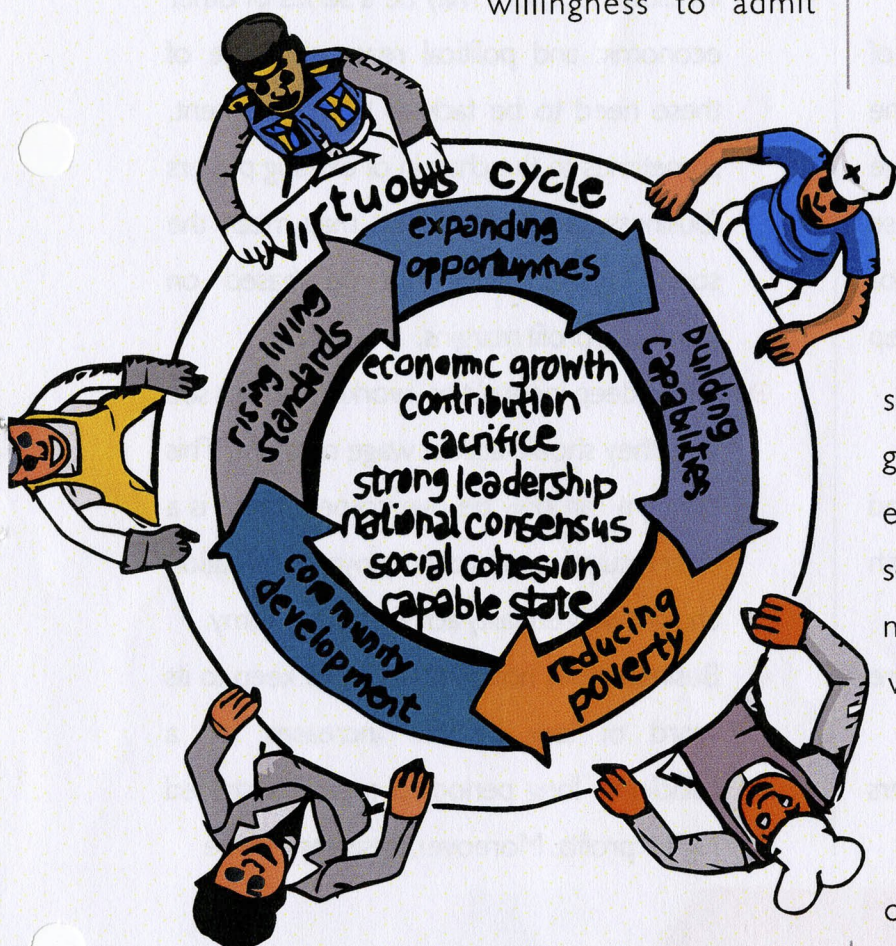 willingness to admit
virtuous cycle
expanding
opportunities
building
capabilities
reducing
poverty
community
development
rising living
standards
economic growth
contribution
sacrifice
strong leadership
national consensus
social cohesion
capable state